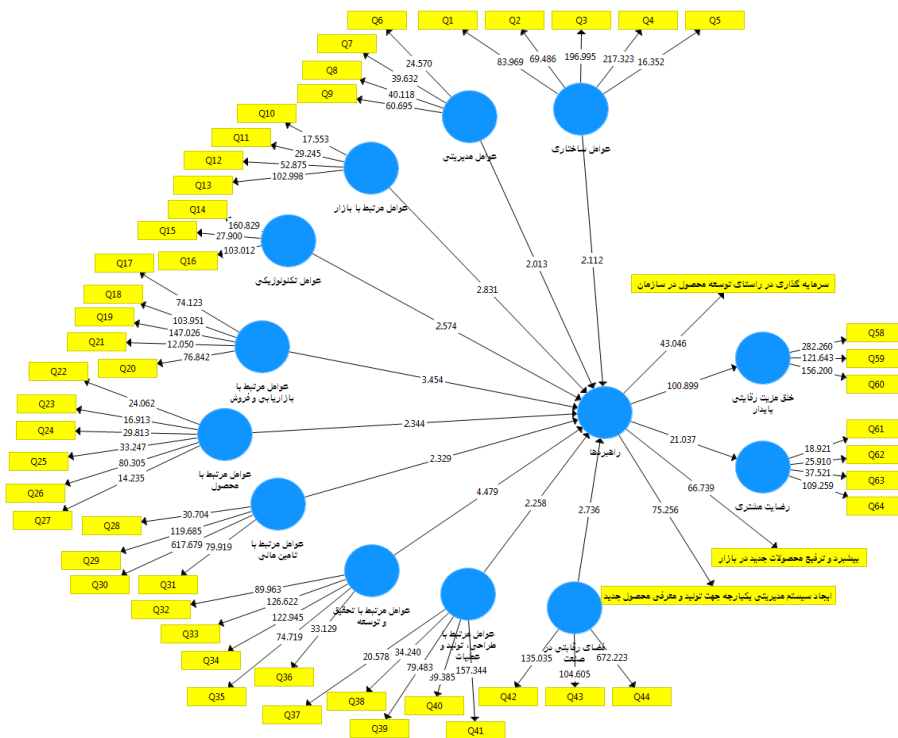 Q6
Q1
Q2
Q3
Q4
Q5
Q7
24.570
83.969
69.486
196.995
217.323
16.352
Q8
39.632
Q9
40.118
60.695
Q10
عوامل مدیریتی
عوامل ساختاری
Q11
17.553
29.245
Q12
52.875
Q13
102.998
عوامل مرتبط با بازار
Q14
160.829
Q15
27.900
103.012
Q16
عوامل تکنولوژیکی
Q17
2.013
2.112
74.123
2.831
سرمایه گذاری در راستای توسعه محصول در سازمان
Q18
103.951
Q19
147.026
2.574
43.046
Q58
282.260
Q21
12.050
Q59
121.643
76.842
Q20
156.200
Q60
عوامل مرتبط با
بازاریابی و فروش
3.454
100.899
خلق مزیت رقابتی
پایدار
Q22
24.062
Q23
16.913
2.344
Q61
18.921
Q24
29.813
21.037
25.910
Q62
33.247
Q25
عوامل مرتبط با
محصول
راهبردها
37.521
Q63
80.305
2.329
109.259
Q64
Q26
14.235
رضایت مشتری
Q27
4.479
66.739
30.704
2.258
2.736
75.256
Q28
119.685
عوامل مرتبط با
تامین مالی
Q29
617.679
79.919
پیشبرد و ترفیع محصولات جدید در بازار
Q30
Q31
89.963
Q32
ایجاد سیستم مدیریتی یکپارچه جهت تولید و معرفی محصول جدید
126.622
عوامل مرتبط با تحقیق
و توسعه
Q33
122.945
33.129
74.719
عوامل مرتبط با
طراحی، تولید و
عملیات
فضای رقابتی در
صنعت
Q34
20.578
34.240
135.035
672.223
Q36
79.483
39.385
157.344
104.605
Q35
Q42
Q43
Q44
Q38
Q40
Q37
Q39
Q41